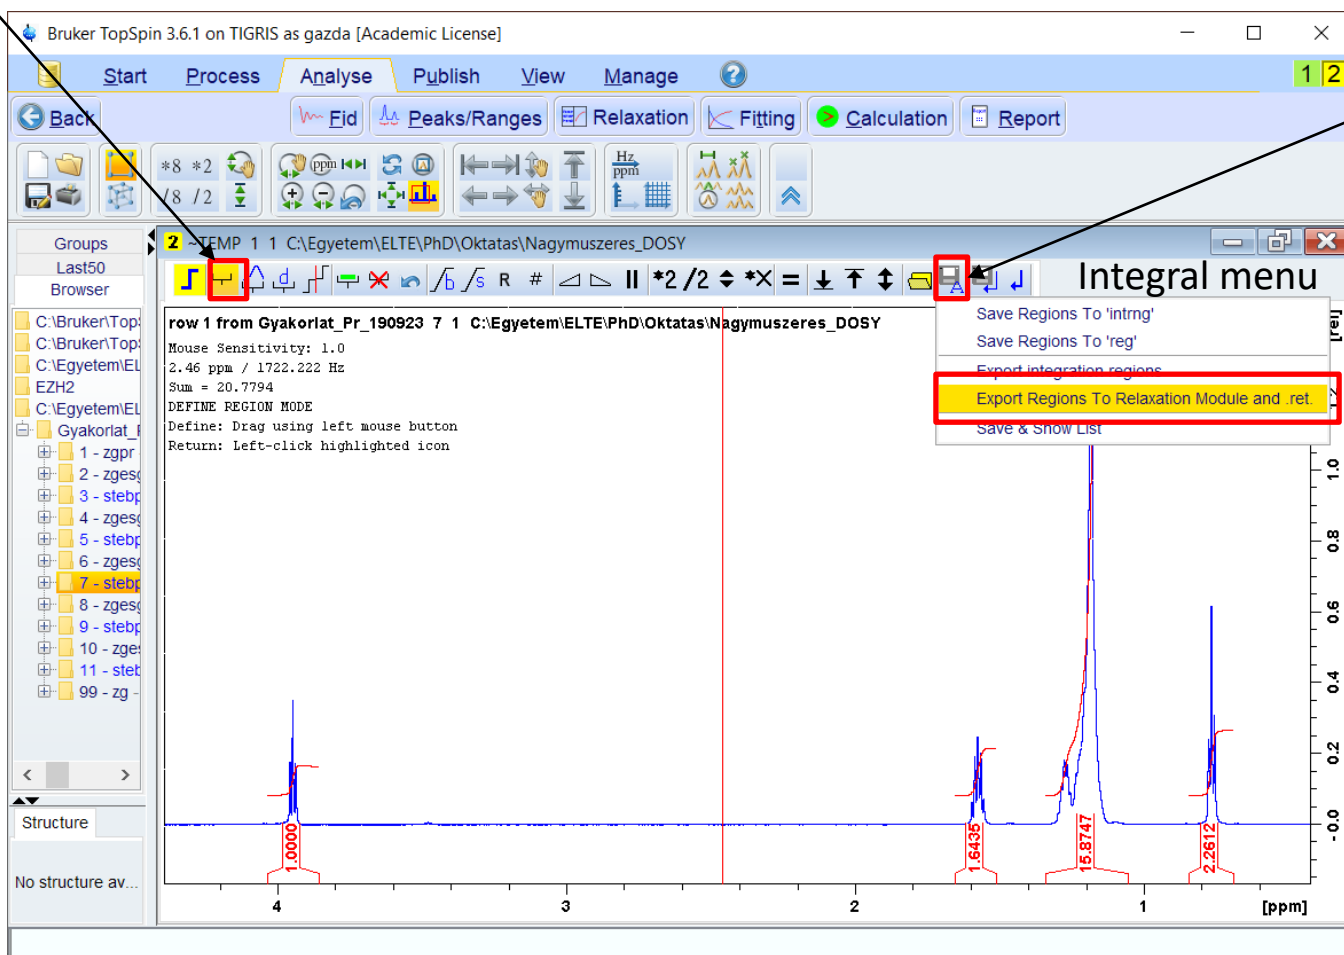 Bruker TopSpin 3.6.1 on TIGRIS as gazda [Academic License]
Start Process Analyse Publish View Manage
1 2
Back Fid Peaks/Ranges Relaxation Fitting Calculation Report
*8 *2 ppm Hz ppm
/8 /2
Groups
Last50
Browser
2 ~TEMP 1 1 C:\Egyetem\ELTE\PhD\Oktatas\Nagymuszeres_DOSY
R # *2 /2 *X =
Integral menu
Save Regions To 'intrng'
Save Regions To 'reg'
Export integration regions
Export Regions To Relaxation Module and .ret.
Save & Show List
row 1 from Gyakorlat_Pr_190923 7 1 C:\Egyetem\ELTE\PhD\Oktatas\Nagymuszeres_DOSY
Mouse Sensitivity: 1.0
2.46 ppm / 1722.222 Hz
Sum = 20.7794
DEFINE REGION MODE
Define: Drag using left mouse button
Return: Left-click highlighted icon
C:\Bruker\Top
C:\Bruker\Top
C:\Egyetem\EL
EZH2
C:\Egyetem\EL
Gyakorlat_
1 - zgpr
2 - zgesg
3 - stebp
4 - zgesg
5 - stebp
6 - zgesg
7 - stebp
8 - zgesg
9 - stebp
10 - zges
11 - steb
99 - zg -
Structure
No structure av...
1.0
0.8
0.6
0.4
0.2
-0.0
1.0000
1.6435
15.8747
2.2612
4 3 2 1 [ppm]